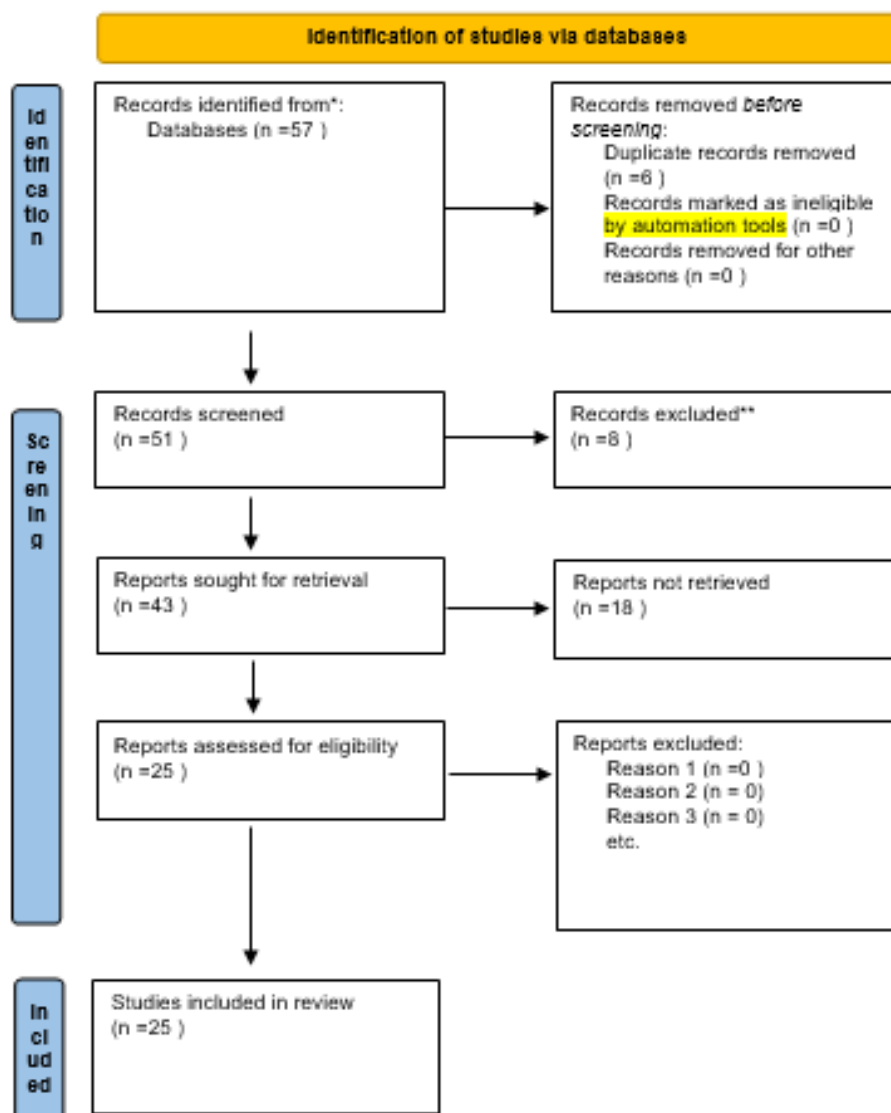 Identification of studies via databases
Id
en
tifi
ca
tio
n
Records identified from*:
Databases (n =57 )
Records removed before
screening:
Duplicate records removed
(n =6 )
Records marked as ineligible
by automation tools (n =0 )
Records removed for other
reasons (n =0 )
Sc
re
en
in
g
Records screened
(n =51 )
Records excluded**
(n =8 )
Reports sought for retrieval
(n =43 )
Reports not retrieved
(n =18 )
Reports assessed for eligibility
(n =25 )
Reports excluded:
Reason 1 (n =0 )
Reason 2 (n = 0)
Reason 3 (n = 0)
etc.
In
cl
ud
ed
Studies included in review
(n =25 )